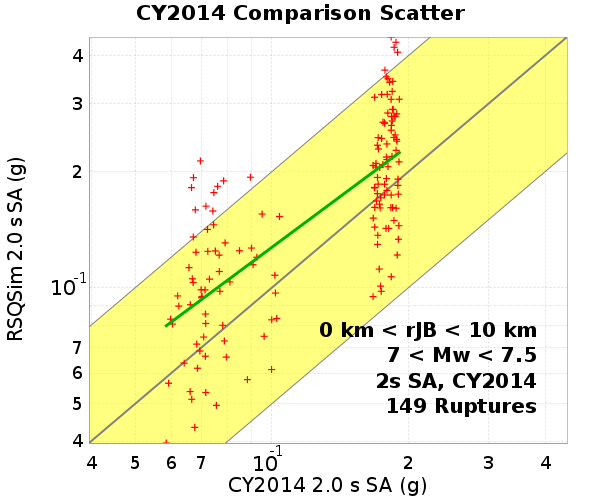 CY2014 Comparison Scatter
RSQSim 2.0 s SA (g)
4
3
2
10-1
7
6
5
4
0 km < rJB < 10 km
7 < Mw < 7.5
2s SA, CY2014
149 Ruptures
4 5 6 7 10-1 2 3 4
CY2014 2.0 s SA (g)